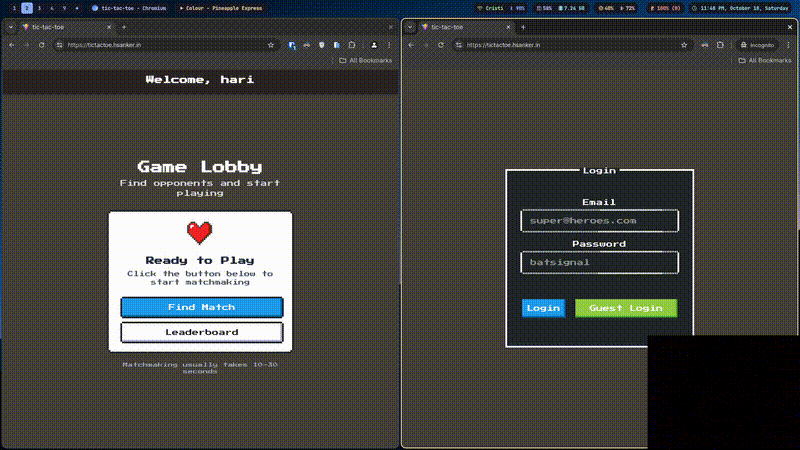 1 2 3 4 9
tic-tac-toe - Chromium
Colour - Pineapple Express
Cristi
90%
58%
7.24 GB
40%
72%
100% (0)
11:48 PM, October 18, Saturday
tic-tac-toe
https://tictactoe.hsanker.in
All Bookmarks
Welcome, hari
Game Lobby
Find opponents and start
playing
Ready to Play
Click the button below to
start matchmaking
Find Match
Leaderboard
Matchmaking usually takes 10-30
seconds
tic-tac-toe
https://tictactoe.hsanker.in
Incognito
All Bookmarks
Login
Email
super@heroes.com
Password
batsignal
Login
Guest Login